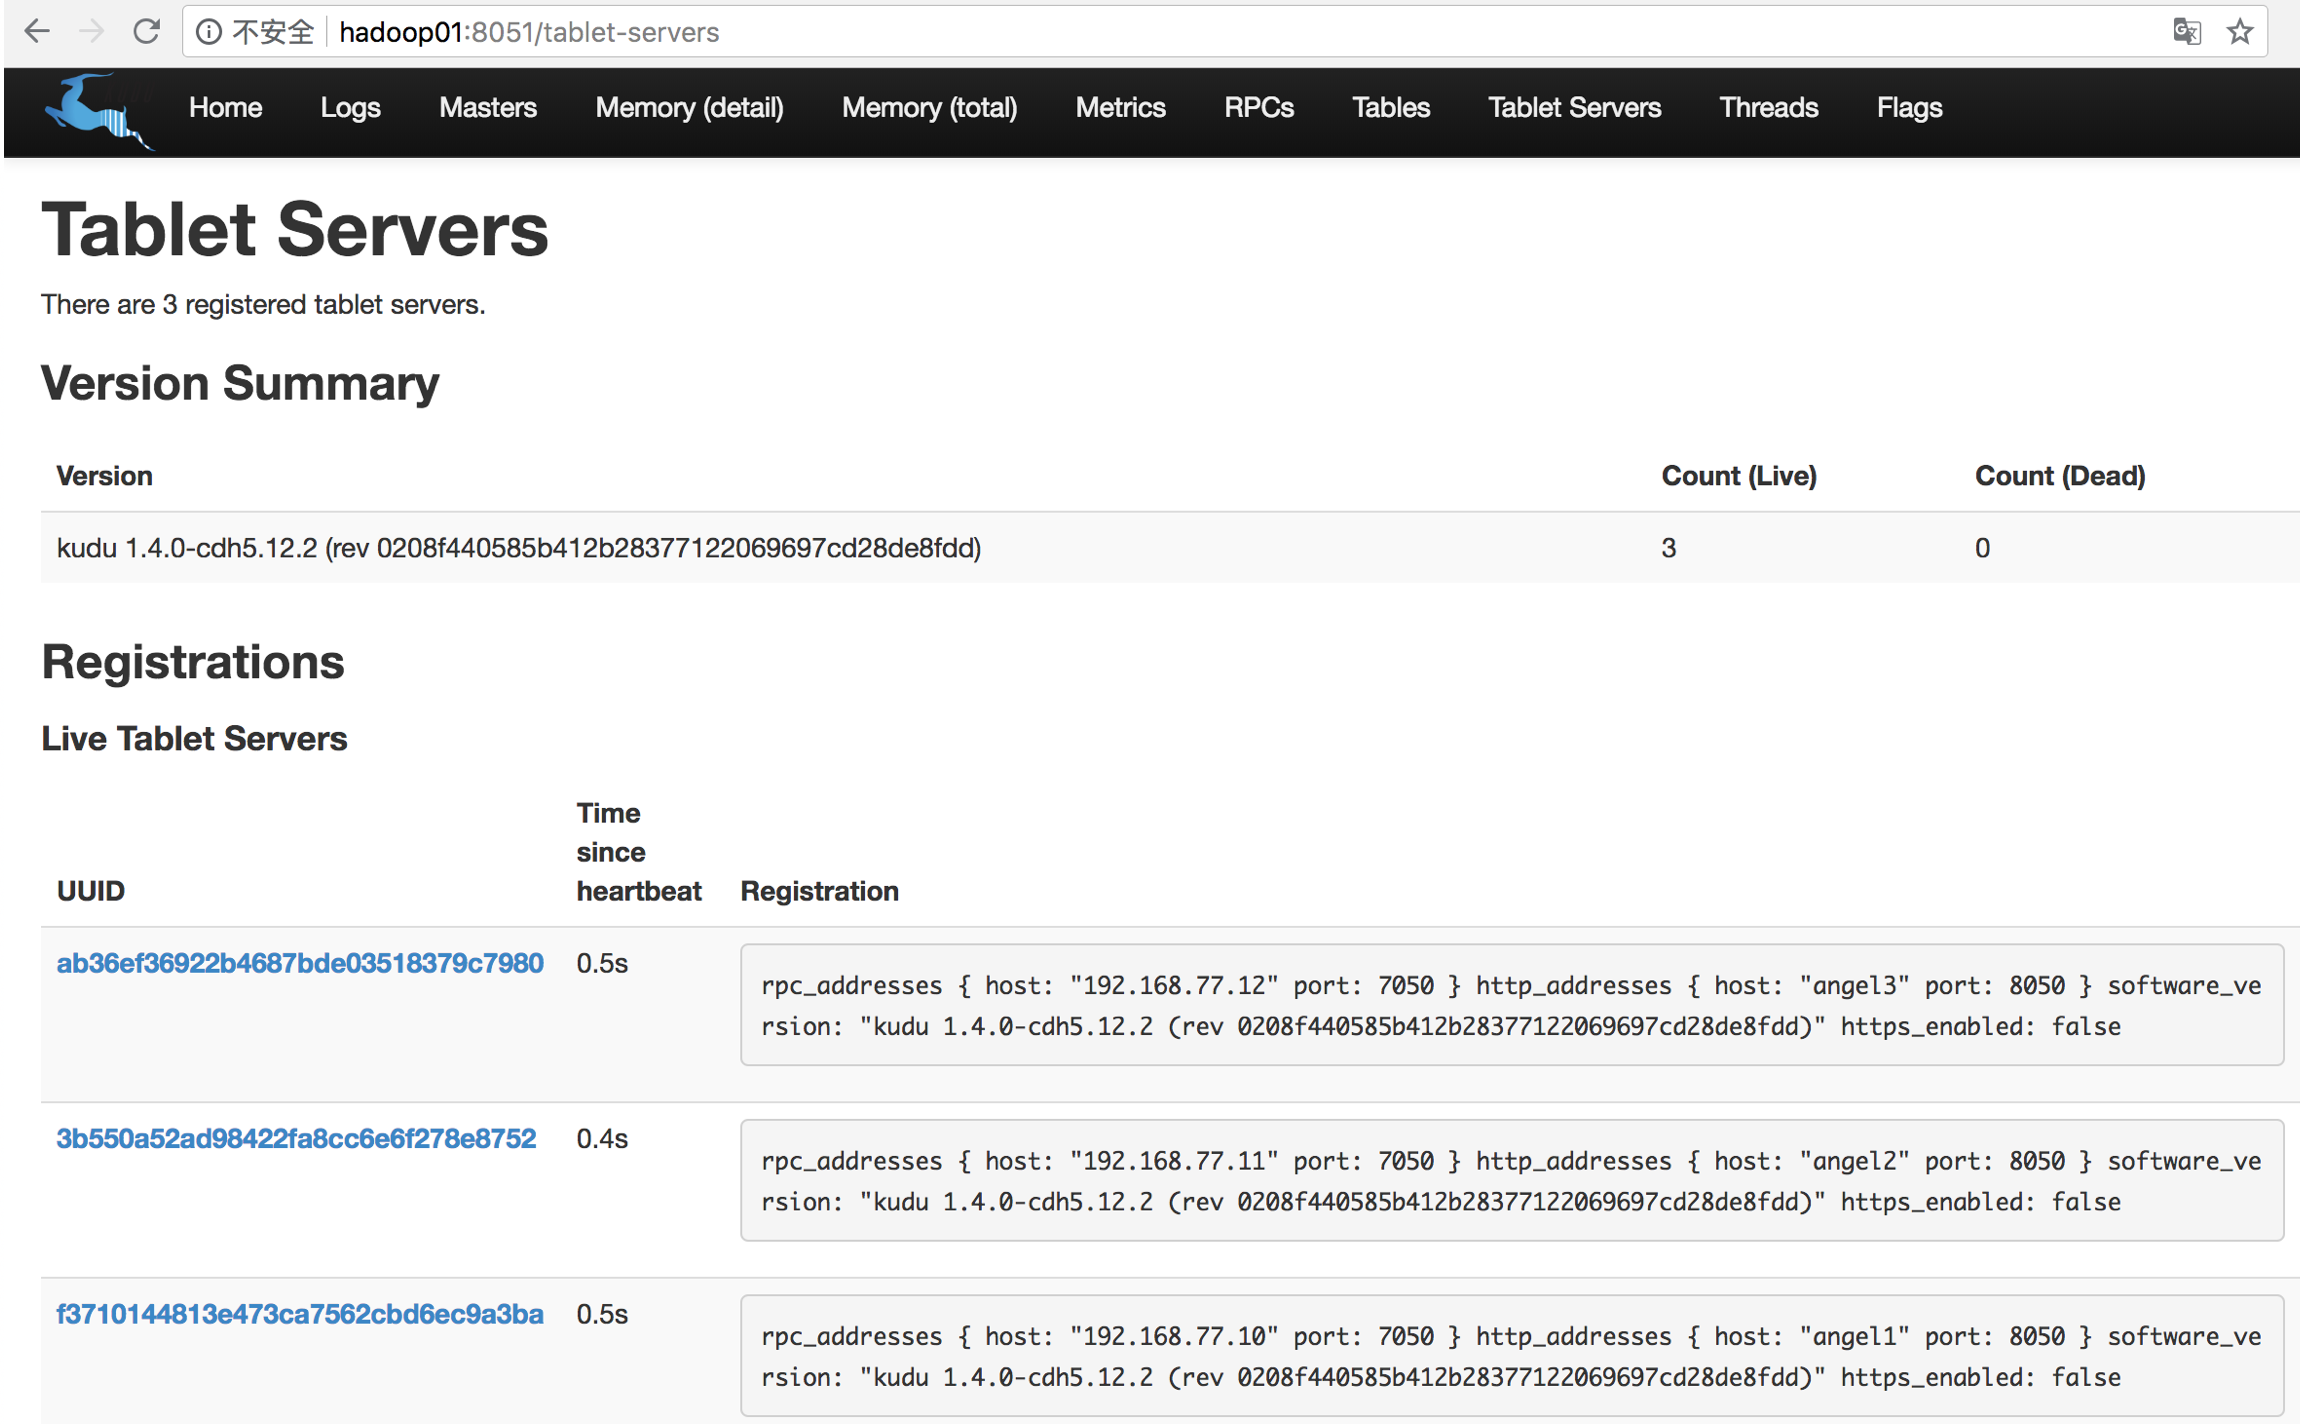 不安全 hadoop01:8051/tablet-servers
Home Logs Masters Memory (detail) Memory (total) Metrics RPCs Tables Tablet Servers Threads Flags
Tablet Servers
There are 3 registered tablet servers.
Version Summary
Version Count (Live) Count (Dead)
kudu 1.4.0-cdh5.12.2 (rev 0208f440585b412b28377122069697cd28de8fdd) 3 0
Registrations
Live Tablet Servers
Time
since
UUID heartbeat Registration
ab36ef36922b4687bde03518379c7980 0.5s
rpc_addresses { host: "192.168.77.12" port: 7050 } http_addresses { host: "angel3" port: 8050 } software_ve
rsion: "kudu 1.4.0-cdh5.12.2 (rev 0208f440585b412b28377122069697cd28de8fdd)" https_enabled: false
3b550a52ad98422fa8cc6e6f278e8752 0.4s
rpc_addresses { host: "192.168.77.11" port: 7050 } http_addresses { host: "angel2" port: 8050 } software_ve
rsion: "kudu 1.4.0-cdh5.12.2 (rev 0208f440585b412b28377122069697cd28de8fdd)" https_enabled: false
f3710144813e473ca7562cbd6ec9a3ba 0.5s
rpc_addresses { host: "192.168.77.10" port: 7050 } http_addresses { host: "angel1" port: 8050 } software_ve
rsion: "kudu 1.4.0-cdh5.12.2 (rev 0208f440585b412b28377122069697cd28de8fdd)" https_enabled: false